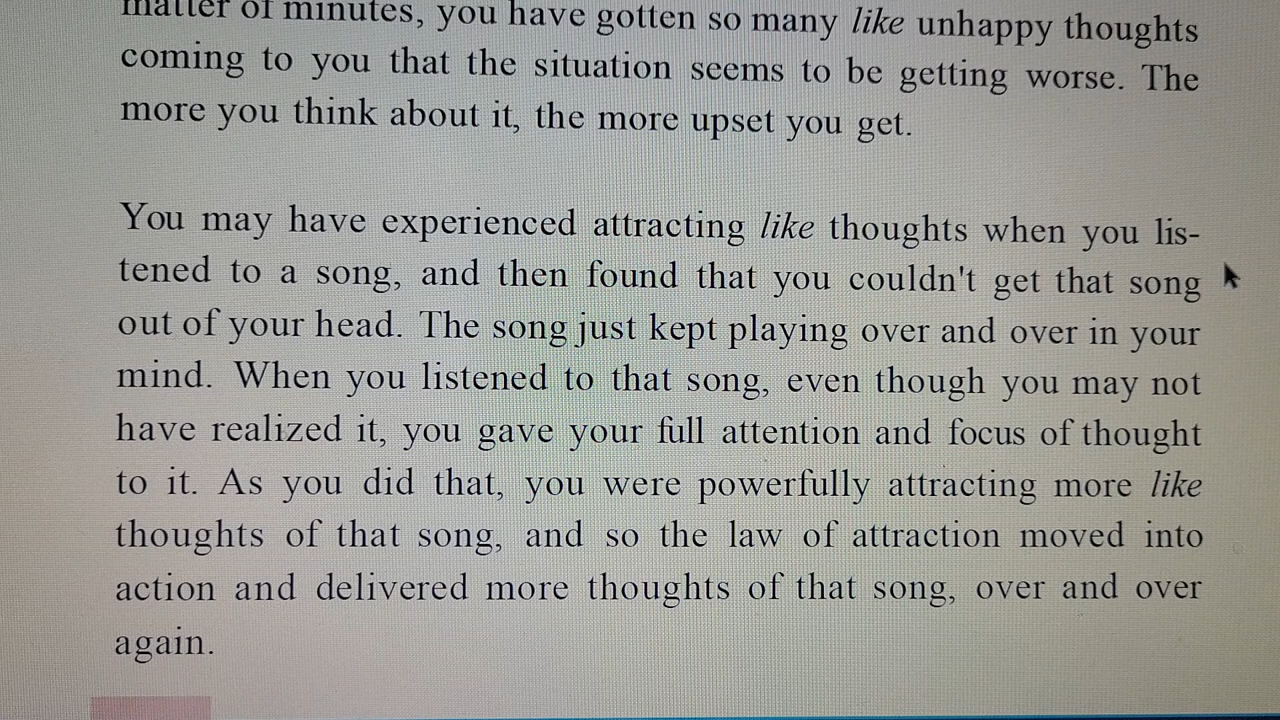 matter of minutes, you have gotten so many like unhappy thoughts
coming to you that the situation seems to be getting worse. The
more you think about it, the more upset you get.
You may have experienced attracting like thoughts when you lis-
tened to a song, and then found that you couldn't get that song
out of your head. The song just kept playing over and over in your
mind. When you listened to that song, even though you may not
have realized it, you gave your full attention and focus of thought
to it. As you did that, you were powerfully attracting more like
thoughts of that song, and so the law of attraction moved into
action and delivered more thoughts of that song, over and over
again.